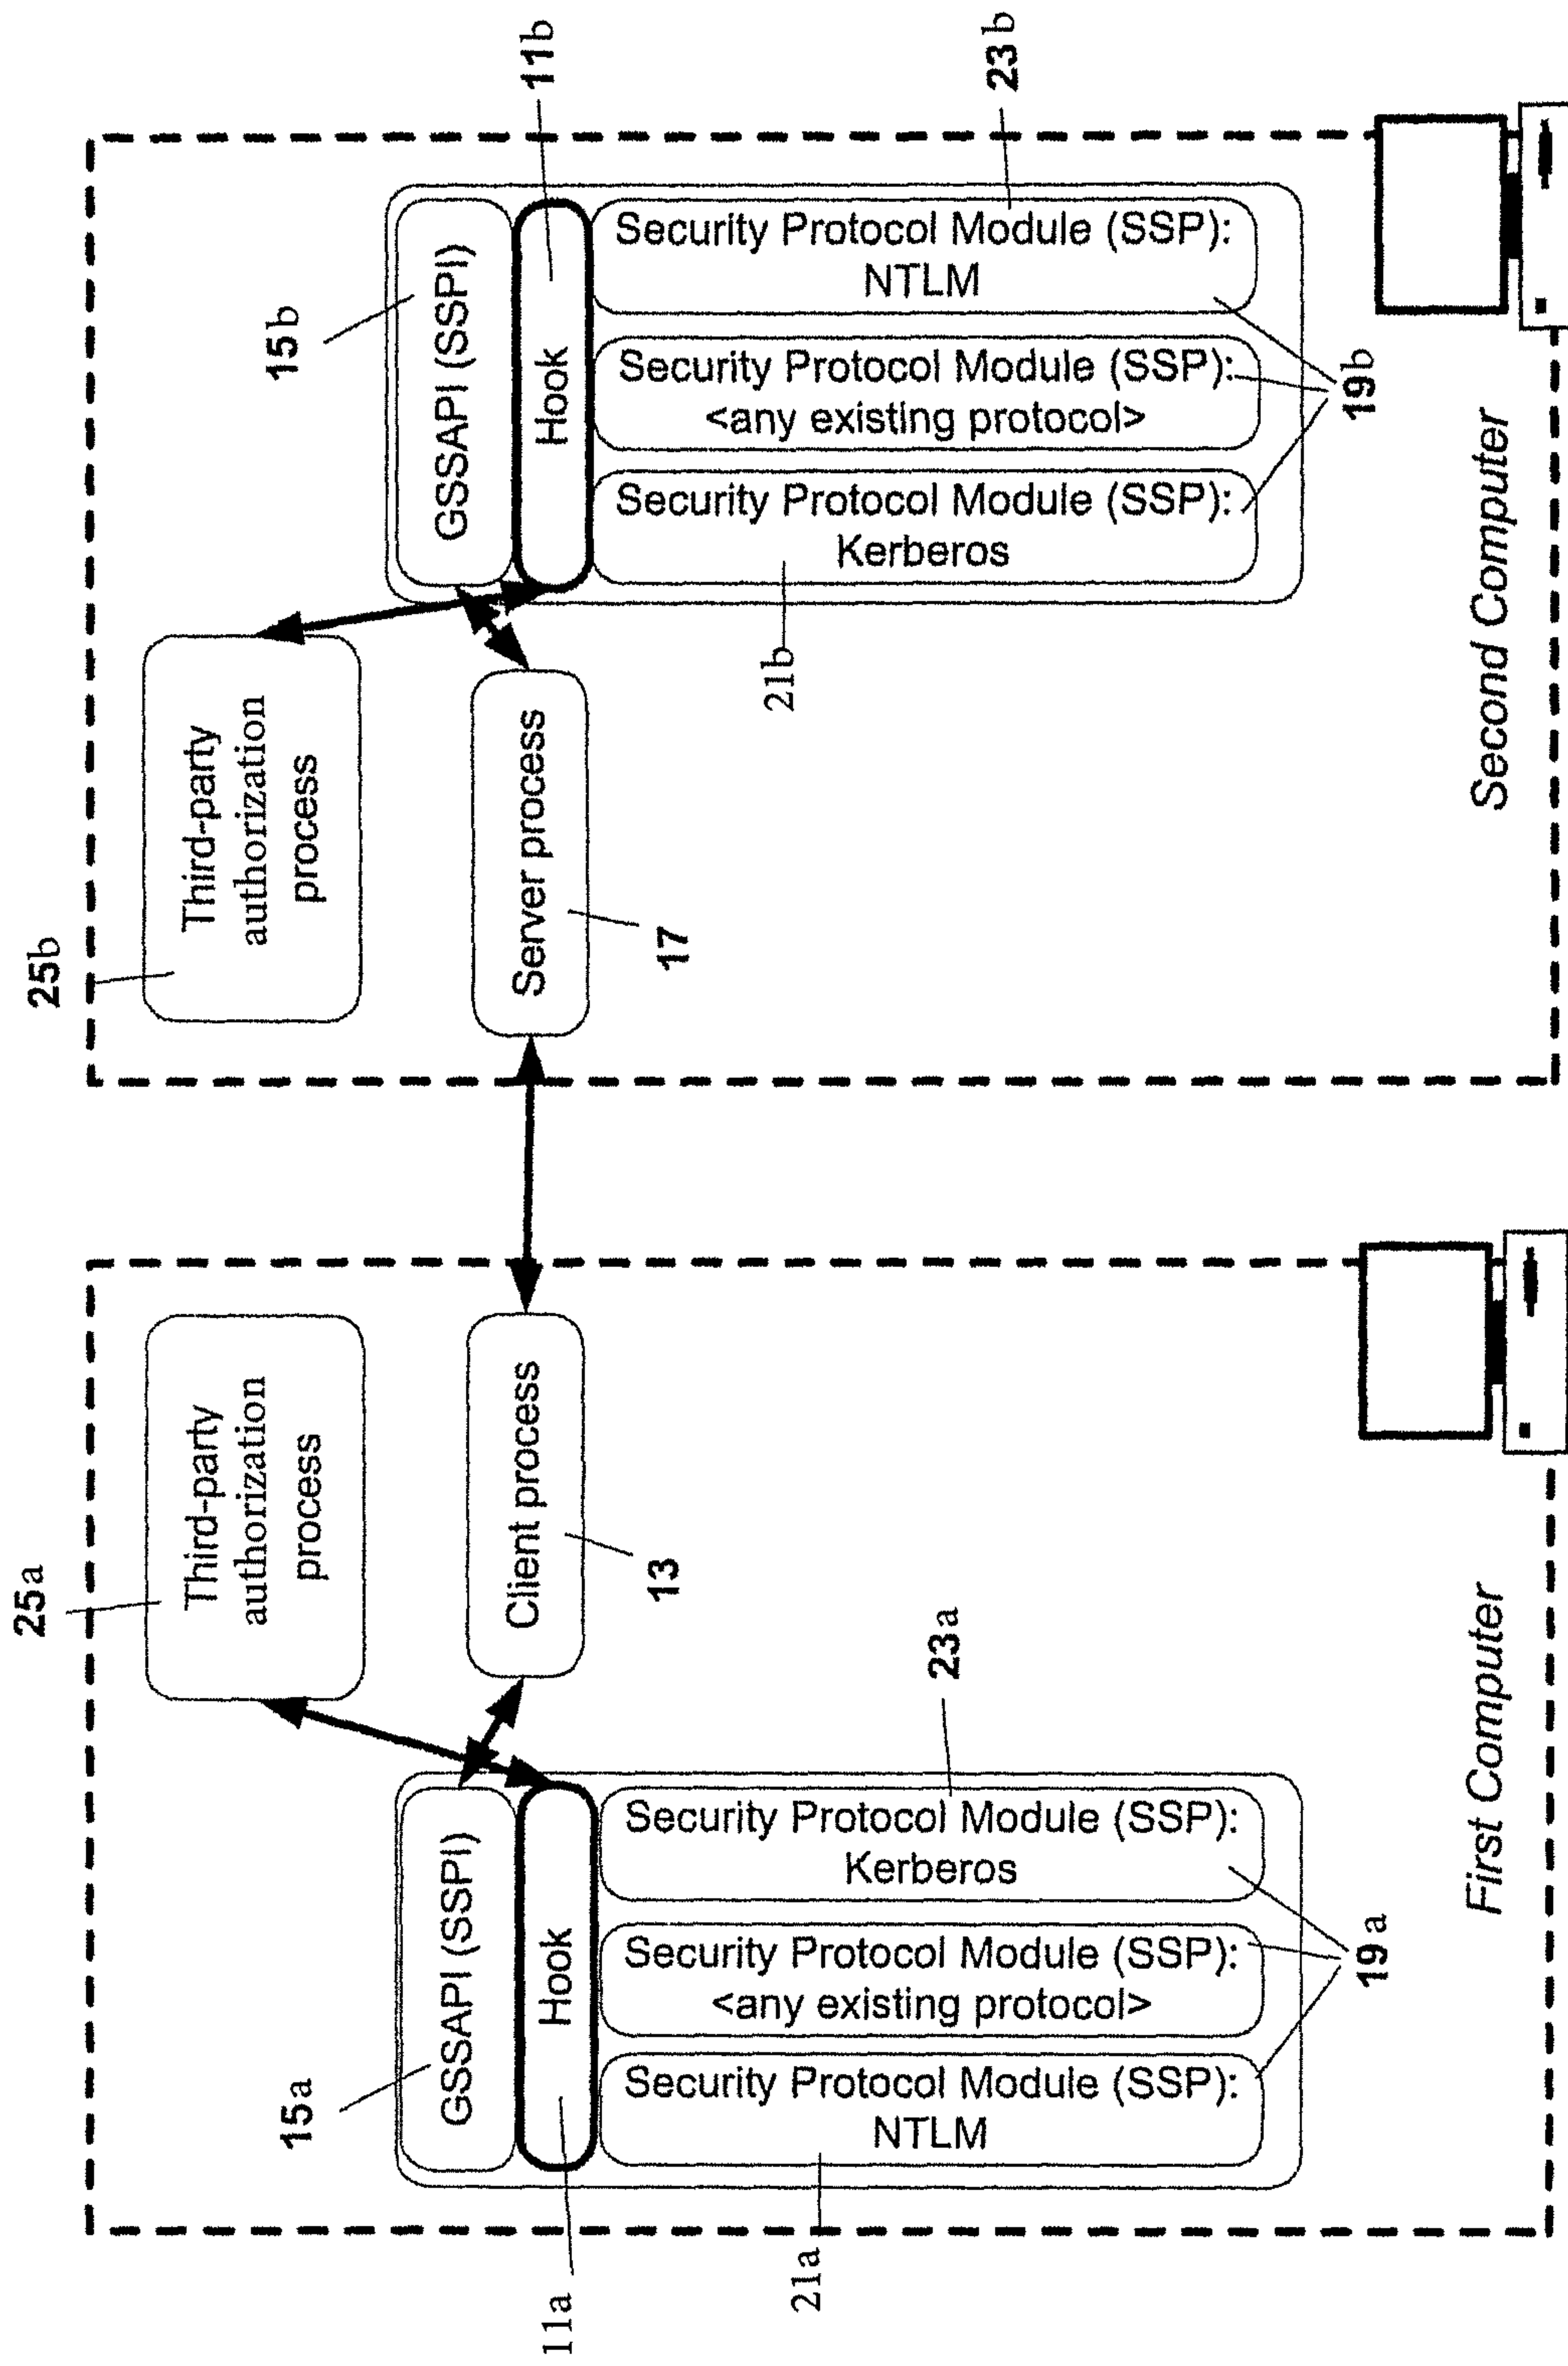 25a
Third-party
authorization
process
15a
GSSAPI (SSPI)
Hook
11a
Client process
13
Security Protocol Module (SSP):
NTLM
Security Protocol Module (SSP):
<any existing protocol>
Security Protocol Module (SSP):
Kerberos
21a
23a
19a
First Computer
25b
Third-party
authorization
process
15b
GSSAPI (SSPI)
Hook
11b
Server process
17
Security Protocol Module (SSP):
Kerberos
Security Protocol Module (SSP):
<any existing protocol>
Security Protocol Module (SSP):
NTLM
21b
23b
19b
Second Computer